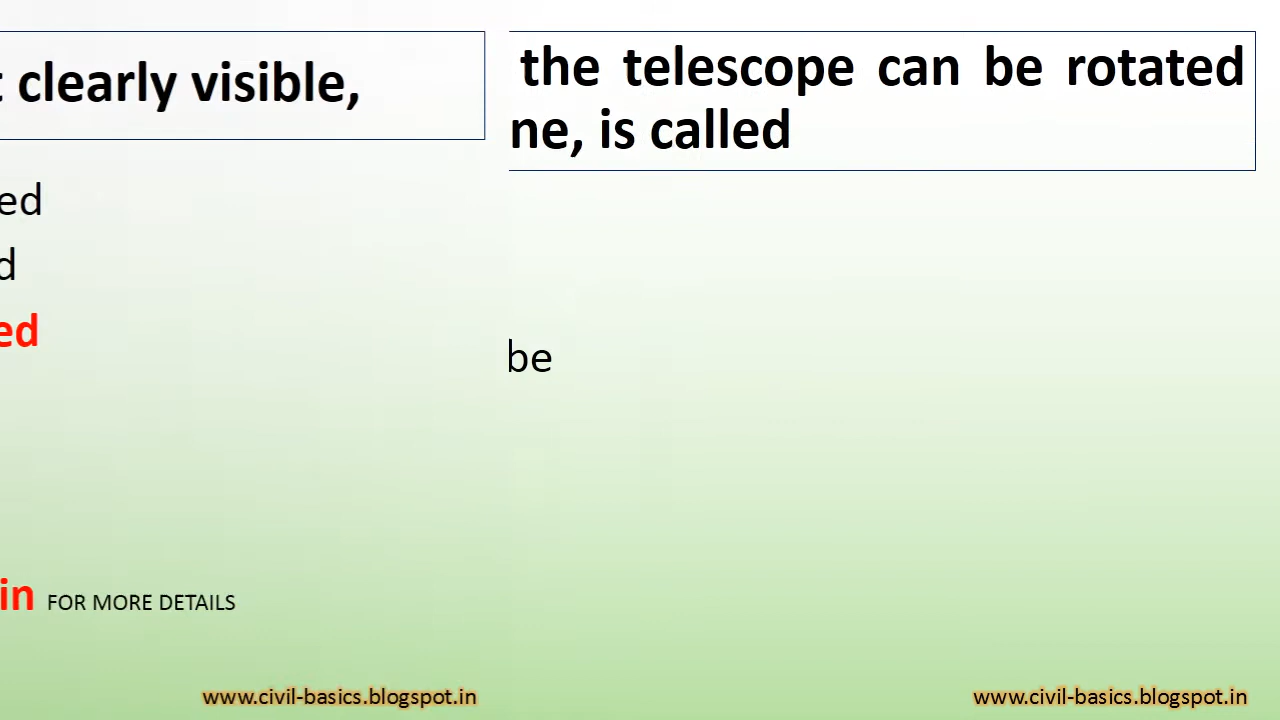 clearly visible,
ed
d
ed
in FOR MORE DETAILS
www.civil-basics.blogspot.in
the telescope can be rotated
ne, is called
be
www.civil-basics.blogspot.in